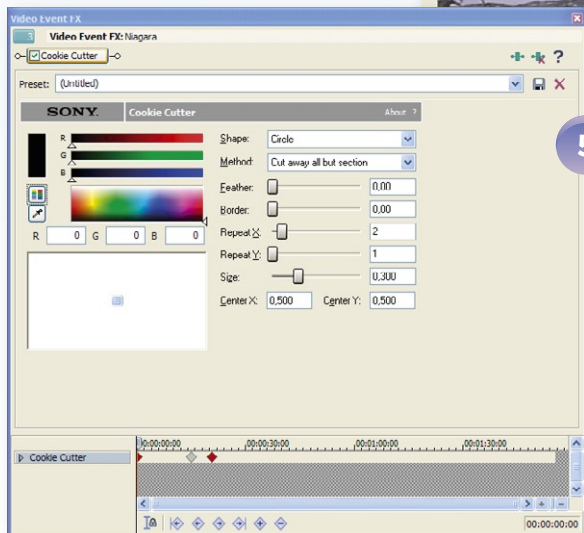 Video Event FX
3 Video Event FX: Niagara
Cookie Cutter
?
Preset: (Untitled)
SONY Cookie Cutter About ?
R
G
B
R 0 G 0 B 0
Shape: Circle
Method: Cut away all but section
Feather: 0,00
Border: 0,00
Repeat X: 2
Repeat Y: 1
Size: 0,300
Center X: 0,500 Center Y: 0,500
5
Cookie Cutter
00:00:00:00 00:00:30:00 00:01:00:00 00:01:30:00
00:00:00:00